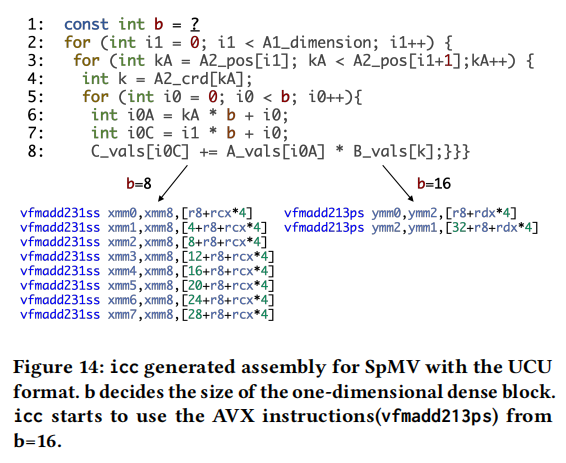 1: const int b = ?
2: for (int i1 = 0; i1 < A1_dimension; i1++) {
3: for (int kA = A2_pos[i1]; kA < A2_pos[i1+1];kA++) {
4: int k = A2_crd[kA];
5: for (int i0 = 0; i0 < b; i0++){
6: int i0A = kA * b + i0;
7: int i0C = i1 * b + i0;
8: C_vals[i0C] += A_vals[i0A] * B_vals[k];}}}
b=8
b=16
vfmadd231ss xmm0,xmm8,[r8+rcx*4]
vfmadd231ss xmm1,xmm8,[4+r8+rcx*4]
vfmadd231ss xmm2,xmm8,[8+r8+rcx*4]
vfmadd231ss xmm3,xmm8,[12+r8+rcx*4]
vfmadd231ss xmm4,xmm8,[16+r8+rcx*4]
vfmadd231ss xmm5,xmm8,[20+r8+rcx*4]
vfmadd231ss xmm6,xmm8,[24+r8+rcx*4]
vfmadd231ss xmm7,xmm8,[28+r8+rcx*4]
vfmadd213ps ymm0,ymm2,[r8+rdx*4]
vfmadd213ps ymm2,ymm1,[32+r8+rdx*4]
Figure 14: icc generated assembly for SpMV with the UCU
format. b decides the size of the one-dimensional dense block.
icc starts to use the AVX instructions(vfmadd213ps) from
b=16.